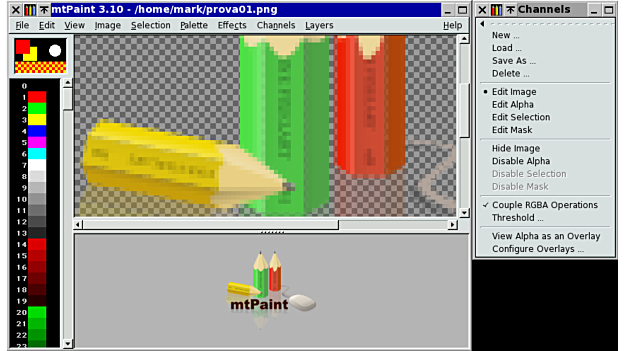 mtPaint 3.10 - /home/mark/prova01.png
File Edit View Image Selection Palette Effects Channels Layers Help
0
1
2
3
4
5
6
7
8
9
10
11
12
13
14
15
16
17
18
19
20
21
22
23
mtPaint
Channels
New ...
Load ...
Save As ...
Delete ...
Edit Image
Edit Alpha
Edit Selection
Edit Mask
Hide Image
Disable Alpha
Disable Selection
Disable Mask
Couple RGBA Operations
Threshold ...
View Alpha as an Overlay
Configure Overlays ...